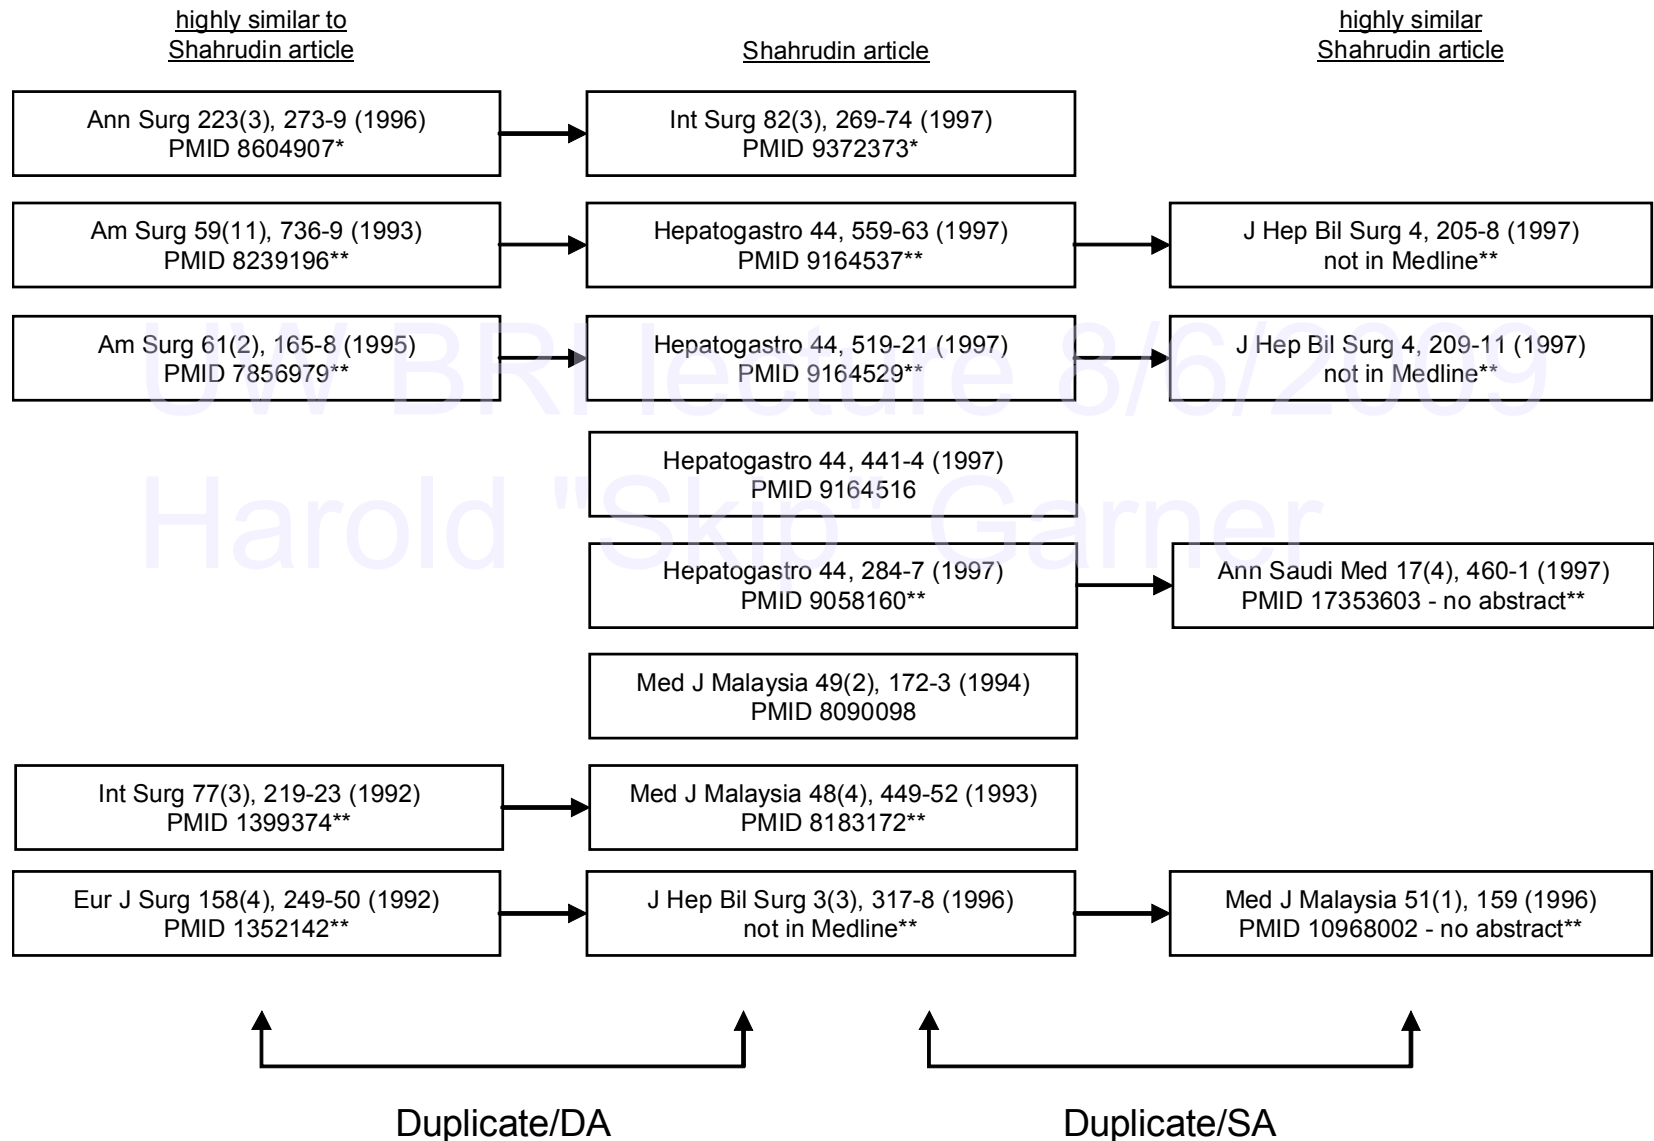 highly similar to
Shahrudin article
Shahrudin article
highly similar
Shahrudin article
Ann Surg 223(3), 273-9 (1996)
PMID 8604907*
Int Surg 82(3), 269-74 (1997)
PMID 9372373*
Am Surg 59(11), 736-9 (1993)
PMID 8239196**
Hepatogastro 44, 559-63 (1997)
PMID 9164537**
J Hep Bil Surg 4, 205-8 (1997)
not in Medline**
Am Surg 61(2), 165-8 (1995)
PMID 7856979**
Hepatogastro 44, 519-21 (1997)
PMID 9164529**
J Hep Bil Surg 4, 209-11 (1997)
not in Medline**
UW BRI lecture 8/6/2009
Hepatogastro 44, 441-4 (1997)
PMID 9164516
Harold "Skip" Garner
Hepatogastro 44, 284-7 (1997)
PMID 9058160**
Ann Saudi Med 17(4), 460-1 (1997)
PMID 17353603 - no abstract**
Med J Malaysia 49(2), 172-3 (1994)
PMID 8090098
Int Surg 77(3), 219-23 (1992)
PMID 1399374**
Med J Malaysia 48(4), 449-52 (1993)
PMID 8183172**
Eur J Surg 158(4), 249-50 (1992)
PMID 1352142**
J Hep Bil Surg 3(3), 317-8 (1996)
not in Medline**
Med J Malaysia 51(1), 159 (1996)
PMID 10968002 - no abstract**
Duplicate/DA
Duplicate/SA